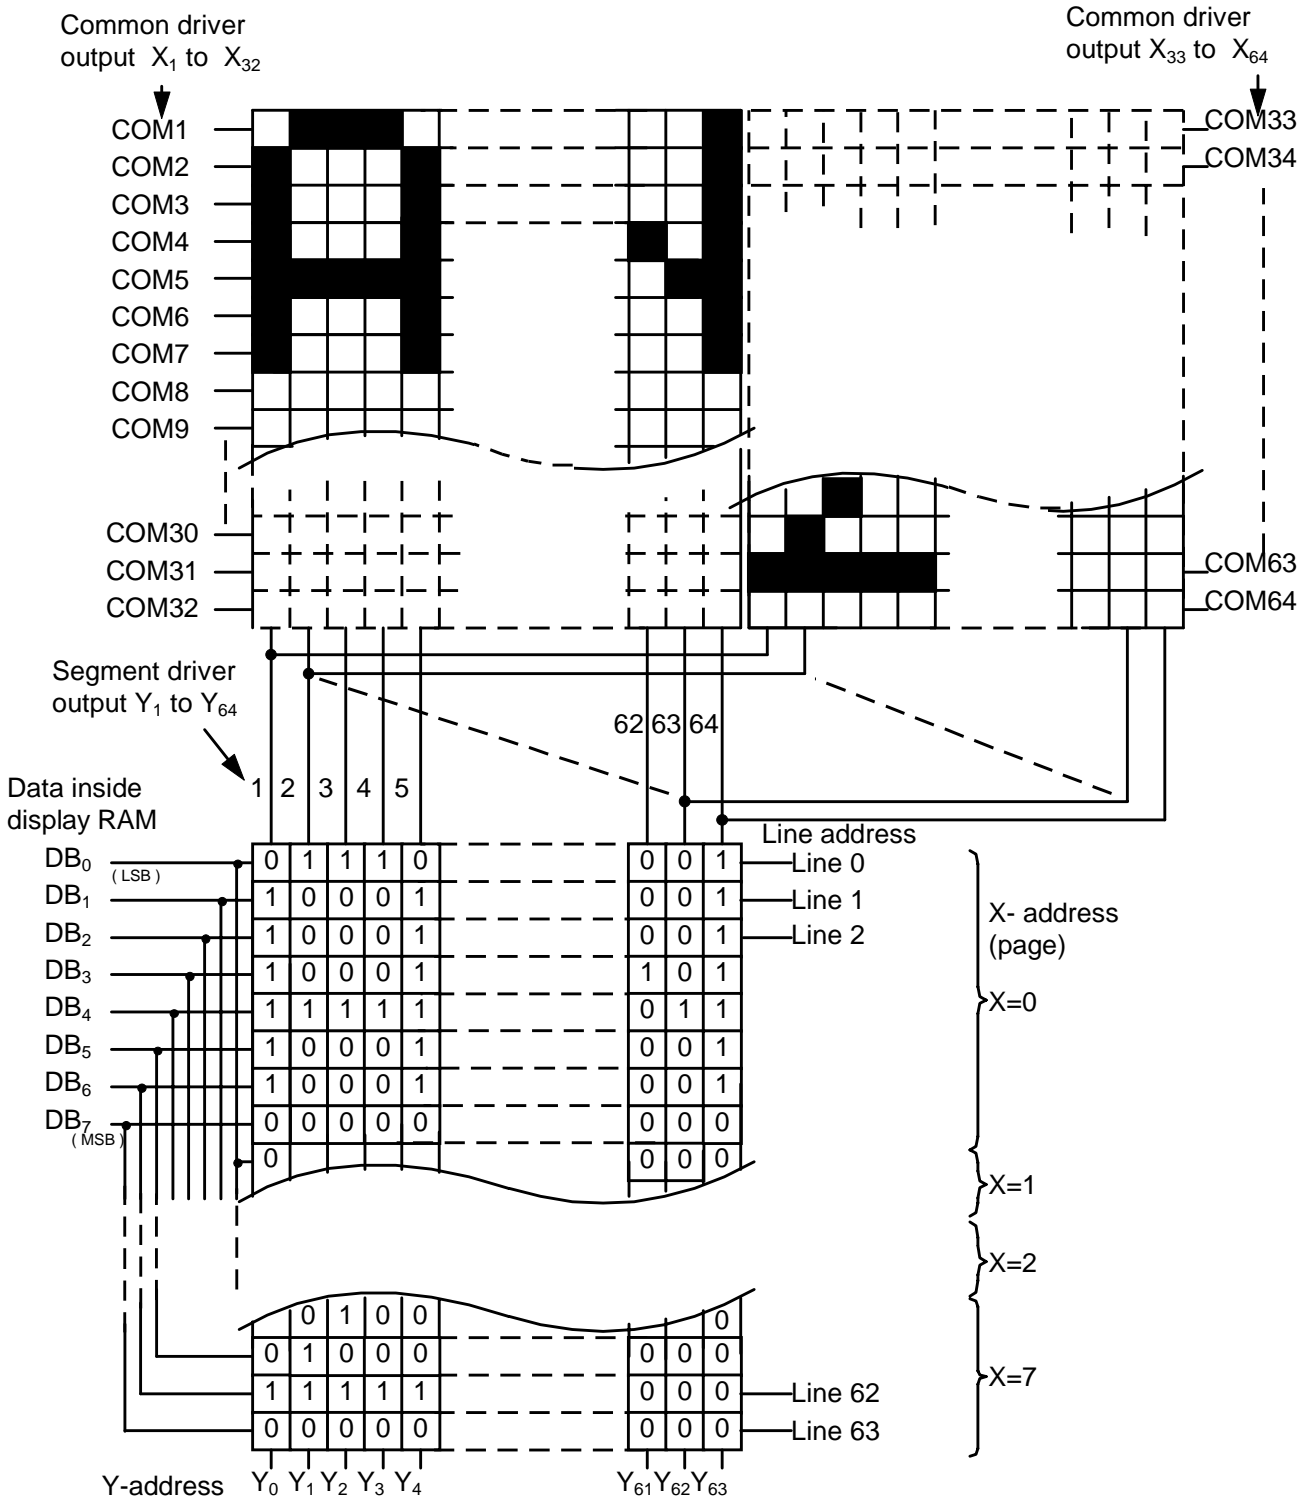 Common driver
output X1 to X32
Common driver
output X33 to X64
COM1
COM2
COM3
COM4
COM5
COM6
COM7
COM8
COM9
COM30
COM31
COM32
COM33
COM34
COM63
COM64
Segment driver
output Y1 to Y64
1 2 3 4 5
62 63 64
Data inside
display RAM
Line address
DB0 (LSB) 0 1 1 1 0 0 0 1 Line 0
DB1 1 0 0 0 1 0 0 1 Line 1
DB2 1 0 0 0 1 0 0 1 Line 2
DB3 1 0 0 0 1 1 0 1
DB4 1 1 1 1 1 0 1 1
DB5 1 0 0 0 1 0 0 1
DB6 1 0 0 0 1 0 0 1
DB7 (MSB) 0 0 0 0 0 0 0 0
0 0 0 0
X- address
(page)
X=0
X=1
X=2
0 1 0 0 0
0 1 0 0 0 0 0 0
1 1 1 1 1 0 0 0 Line 62
0 0 0 0 0 0 0 0 Line 63
X=7
Y-address Y0 Y1 Y2 Y3 Y4 Y61 Y62 Y63